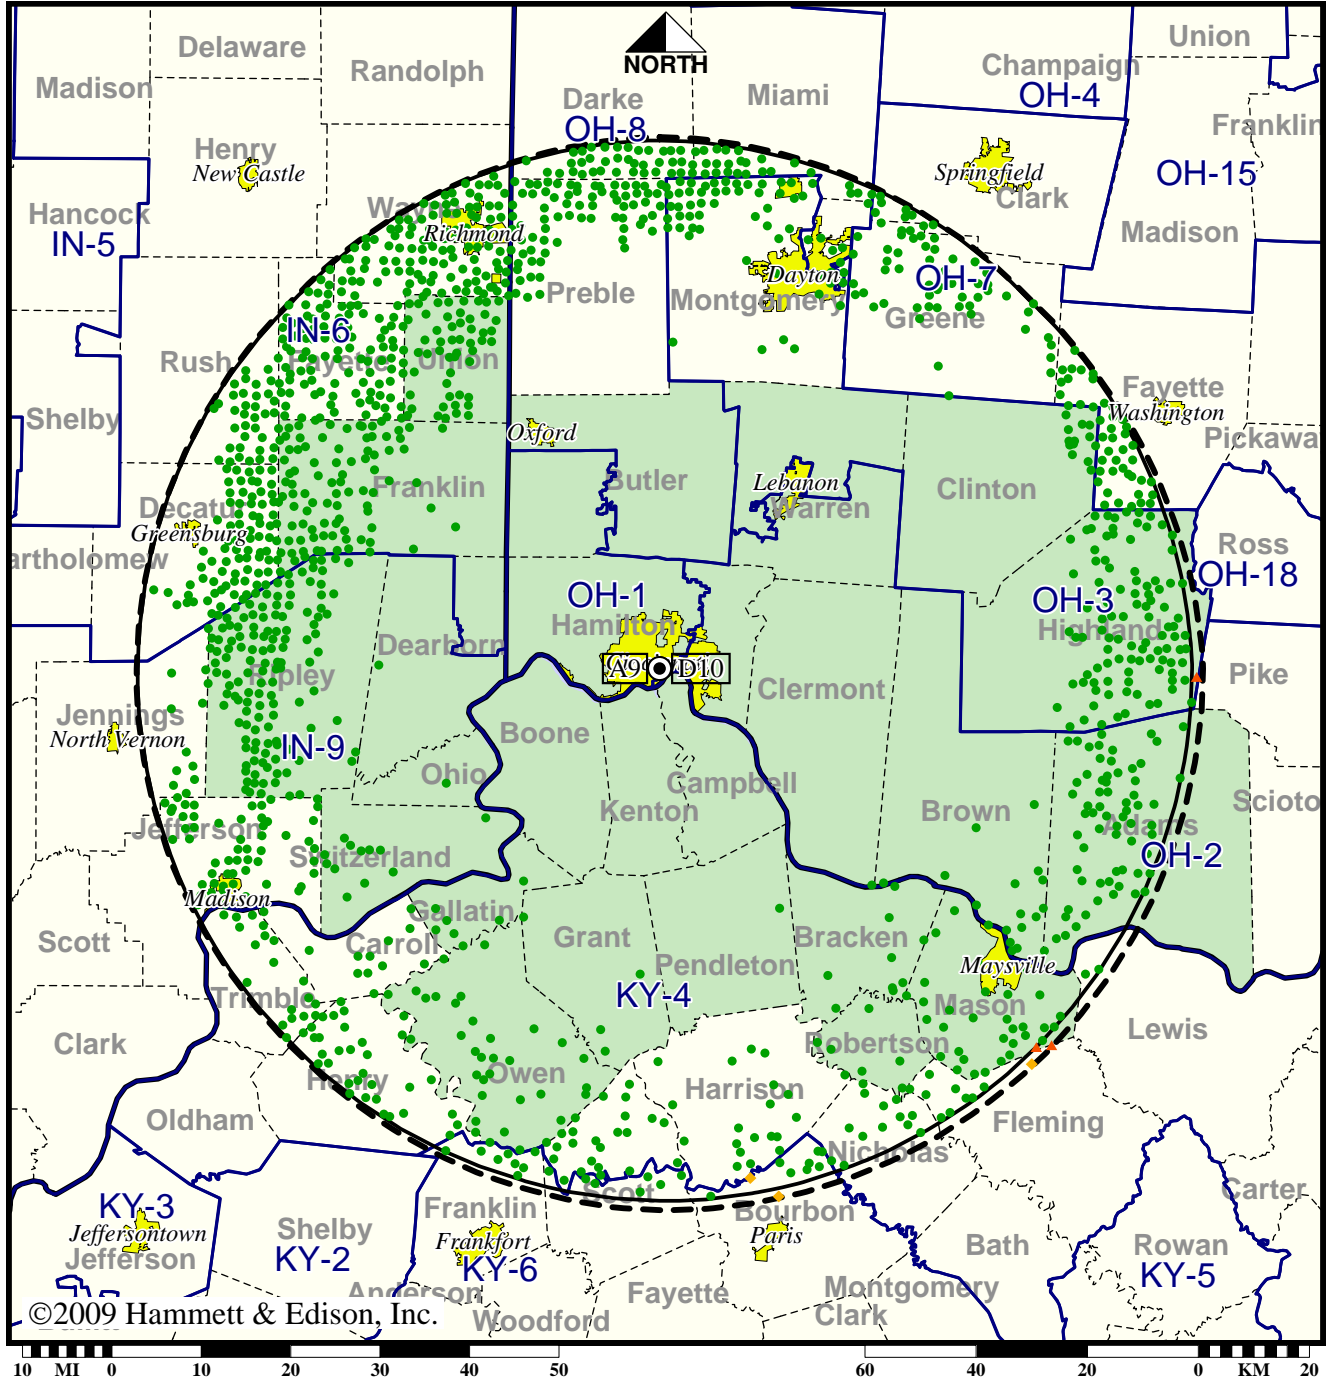 Union
Delaware
Randolph
Champaign
OH-4
Madison
NORTH
Darke
OH-8
Miami
Franklin
Henry
New Castle
Springfield
Clark
OH-15
Hancock
IN-5
Richmond
Madison
Dayton
OH-7
Preble
Montgomery
Greene
IN-6
Rush
Fayette
Union
Fayette
Washington
Shelby
Oxford
Pickawa
Franklin
Butler
Lebanon
Warren
Clinton
Decatu
Greensburg
artholomew
Ross
OH-18
OH-1
Hamilton
OH-3
Highland
Dearborn
A9
D10
Ripley
Clermont
Pike
Jennings
North Vernon
Boone
IN-9
Ohio
Campbell
Kenton
Brown
Scioto
Jefferson
Adams
OH-2
Switzerland
Madison
Gallatin
Scott
Carroll
Grant
Bracken
Pendleton
Maysville
KY-4
Trimble
Mason
Clark
Robertson
Lewis
Henry
Owen
Harrison
Oldham
Fleming
Nicholas
KY-3
Jeffersontown
Jefferson
Scott
Carter
Shelby
KY-2
Franklin
Frankfort
KY-6
Bourbon
Paris
Bath
Rowan
KY-5
Anderson
Fayette
Montgomery
Clark
Woodford
©2009 Hammett & Edison, Inc.
10 MI 0 10 20 30 40 50 60 40 20 0 KM 20